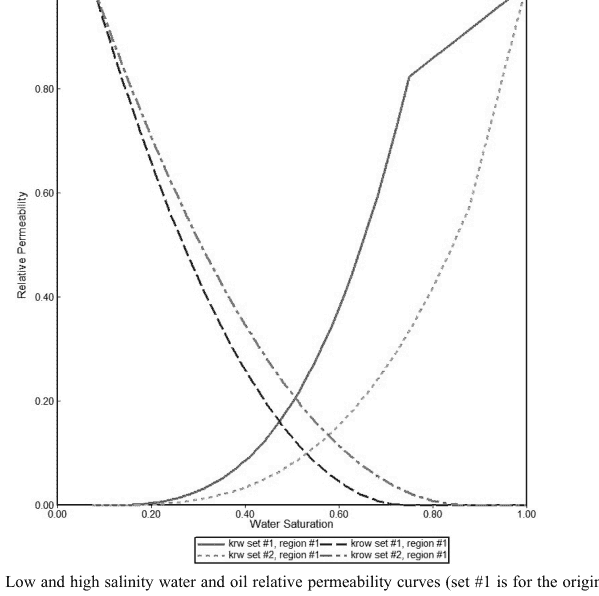 0.80
0.60
0.40
0.20
0.00
Relative Permeability
0.00 0.20 0.40 0.60 0.80 1.00
Water Saturation
krw set #1, region #1 krow set #1, region #1
krw set #2, region #1 krow set #2, region #1
Low and high salinity water and oil relative permeability curves (set #1 is for the origin